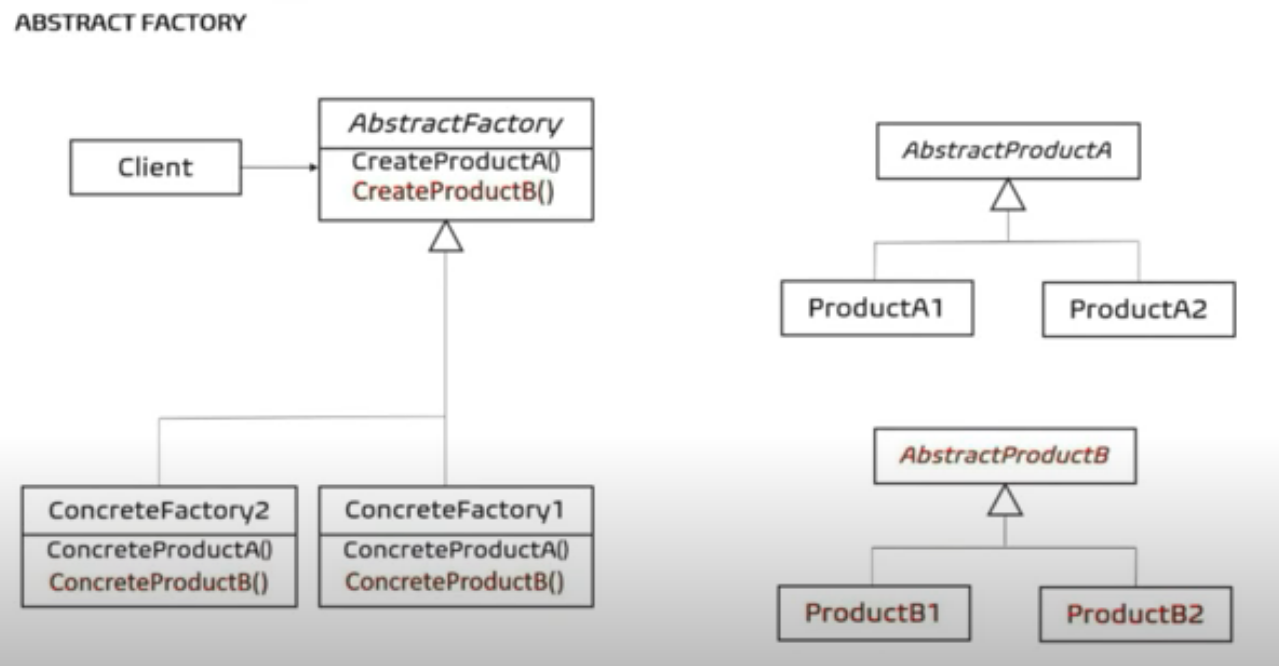 ABSTRACT FACTORY
Client
AbstractFactory
CreateProductA()
CreateProductB()
AbstractProductA
ProductA1
ProductA2
AbstractProductB
ProductB1
ProductB2
ConcreteFactory2
ConcreteProductA()
ConcreteProductB()
ConcreteFactory1
ConcreteProductA()
ConcreteProductB()